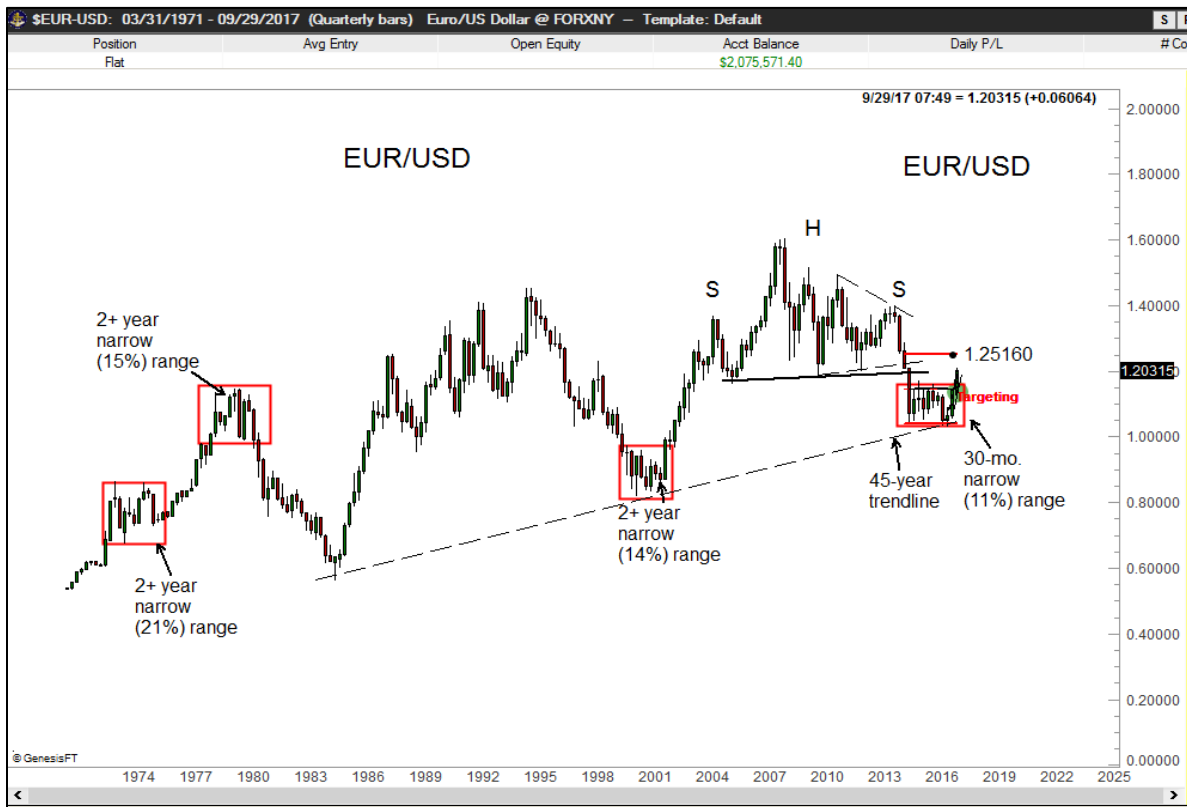 $EUR-USD: 03/31/1971 - 09/29/2017 (Quarterly bars) Euro/US Dollar @ FORXNY — Template: Default
S
Position Avg Entry Open Equity Acct Balance Daily P/L # Co
Flat $2,075,571.40
9/29/17 07:49 = 1.20315 (+0.06064)
EUR/USD
EUR/USD
H
S
S
2+ year
narrow
(15%) range
2+ year
narrow
(21%) range
2+ year
narrow
(14%) range
1.25160
Targeting
45-year
trendline
30-mo.
narrow
(11%) range
2.00000
1.80000
1.60000
1.40000
1.20315
1.00000
0.80000
0.60000
0.40000
0.20000
0.00000
© GenesisFT
1974 1977 1980 1983 1986 1989 1992 1995 1998 2001 2004 2007 2010 2013 2016 2019 2022 2025